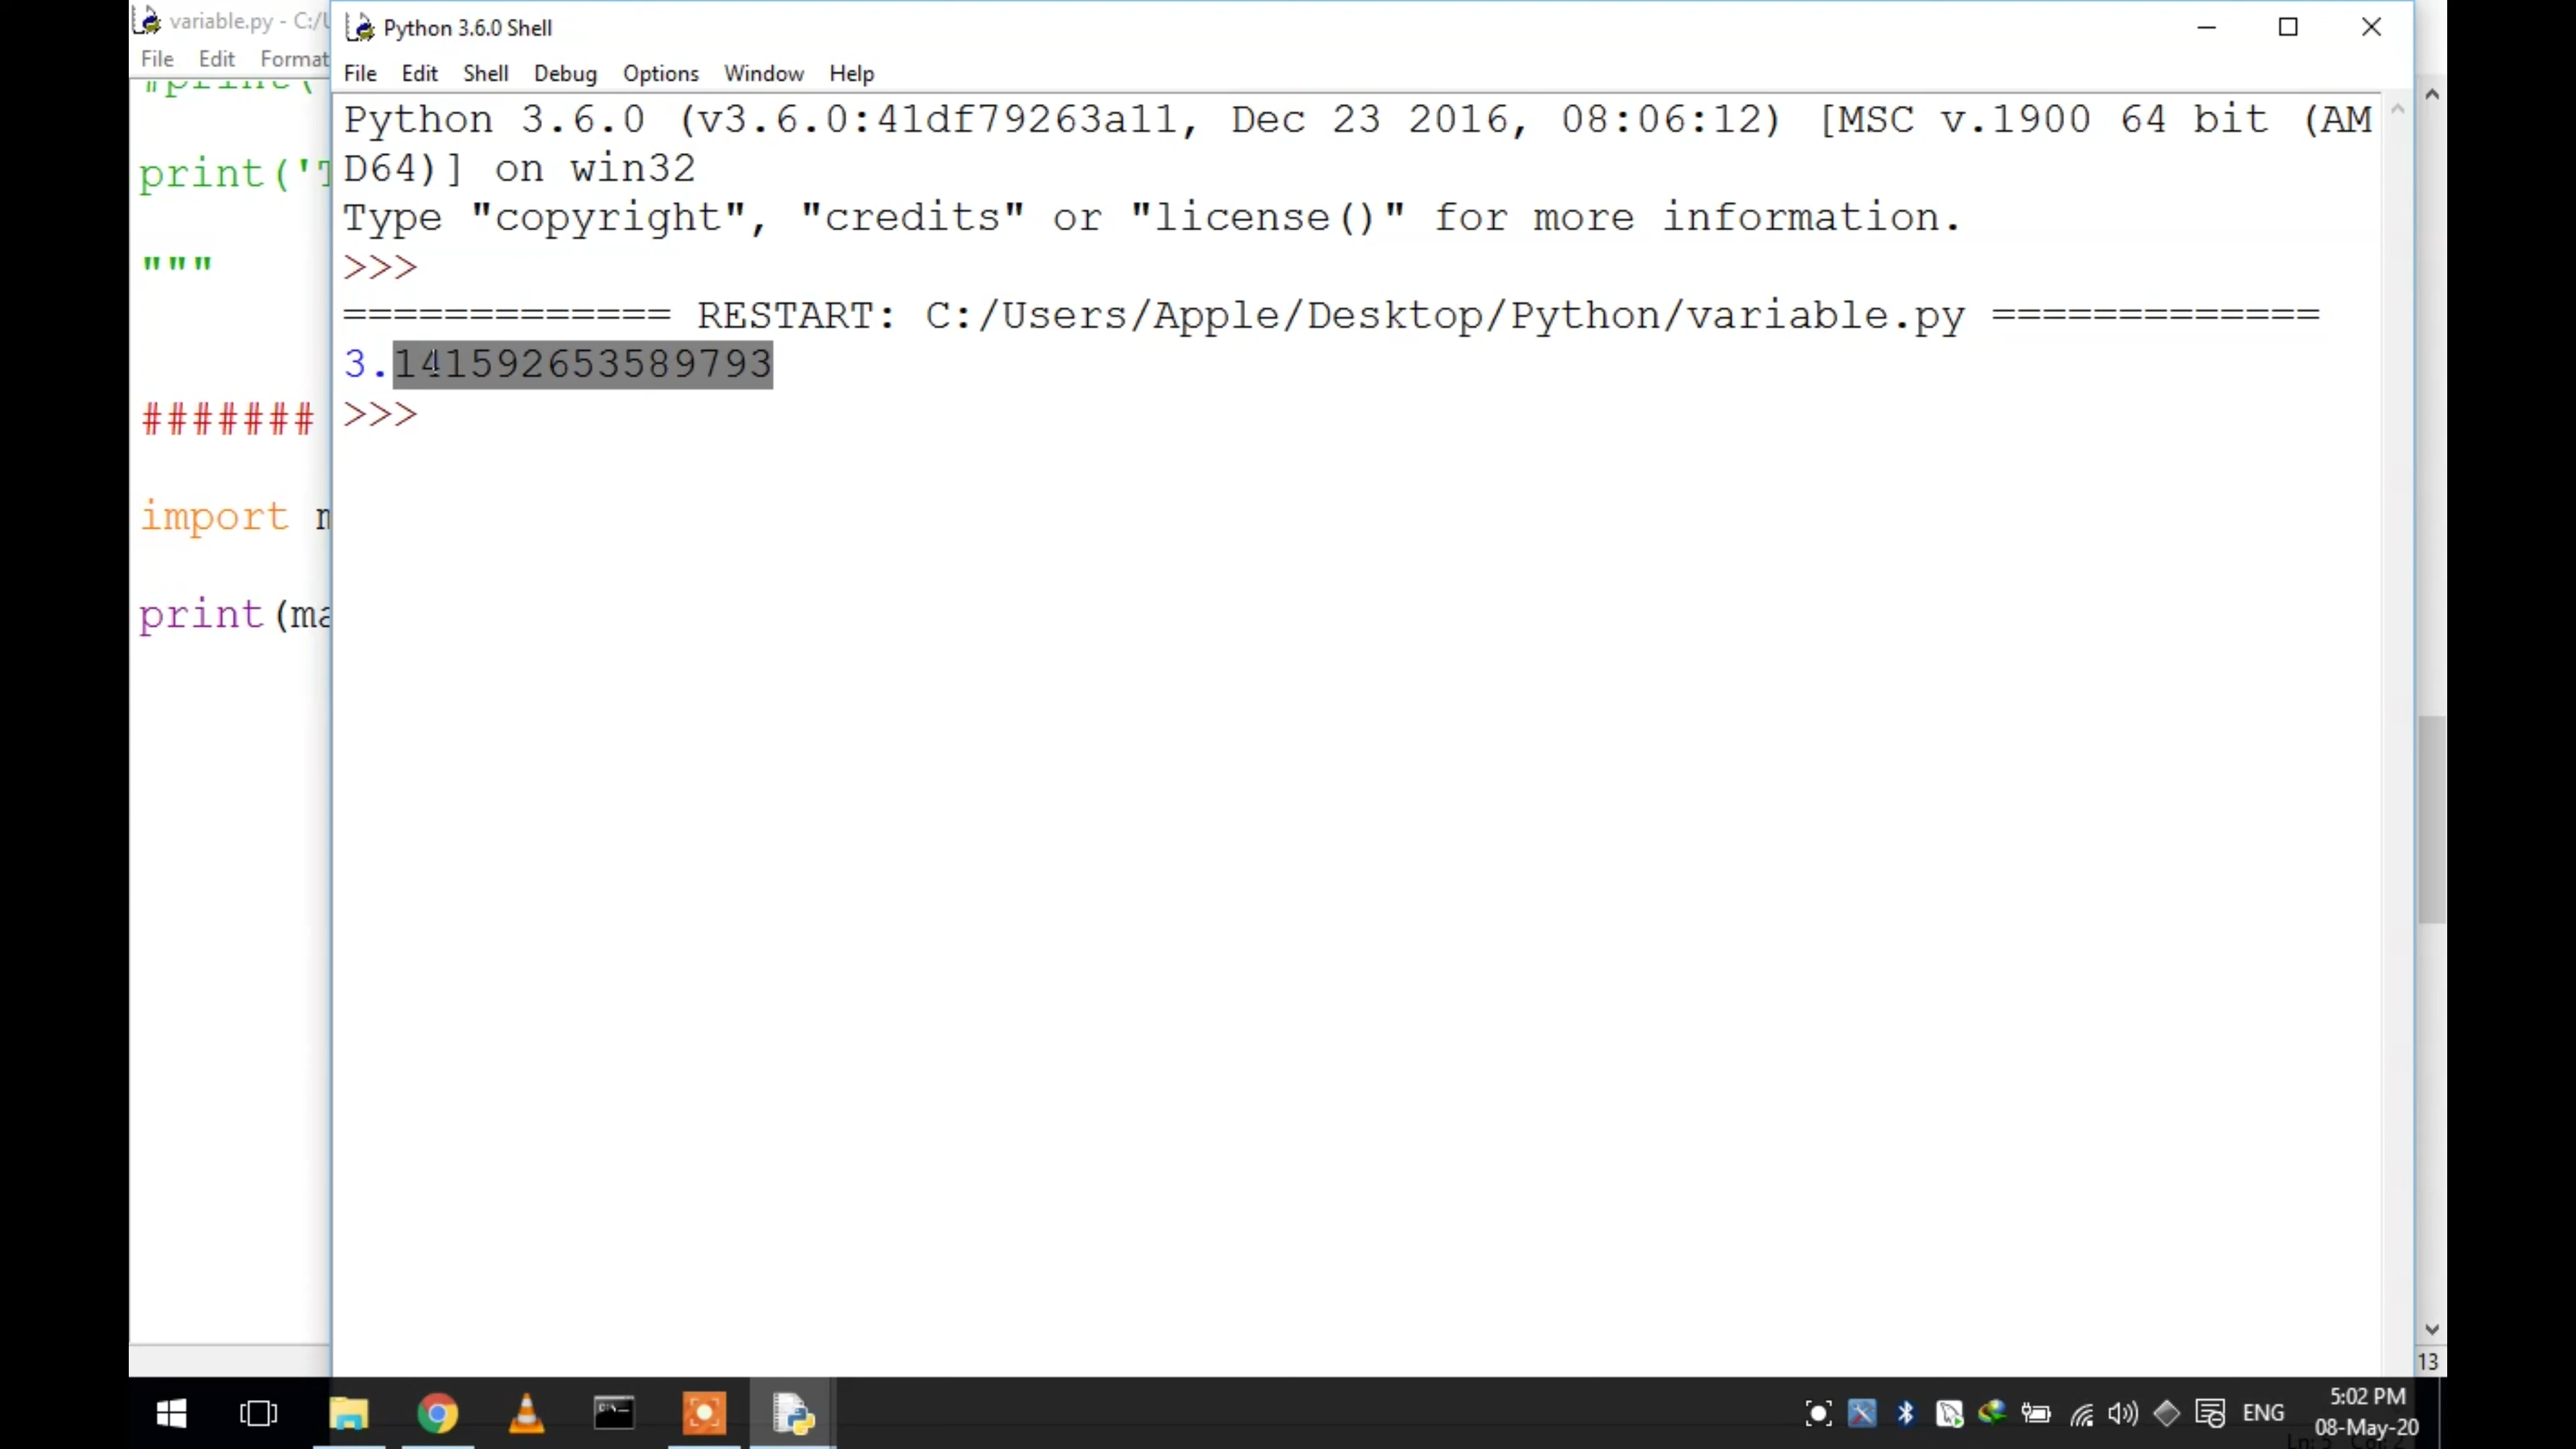 variable.py - C:/U
File Edit Format
#print(
print('T
"""
#######
import m
print(ma
Python 3.6.0 Shell
File Edit Shell Debug Options Window Help
Python 3.6.0 (v3.6.0:41df79263a11, Dec 23 2016, 08:06:12) [MSC v.1900 64 bit (AM
D64)] on win32
Type "copyright", "credits" or "license()" for more information.
>>>
============= RESTART: C:/Users/Apple/Desktop/Python/variable.py =============
3.141592653589793
>>>
13
ENG
5:02 PM
08-May-20